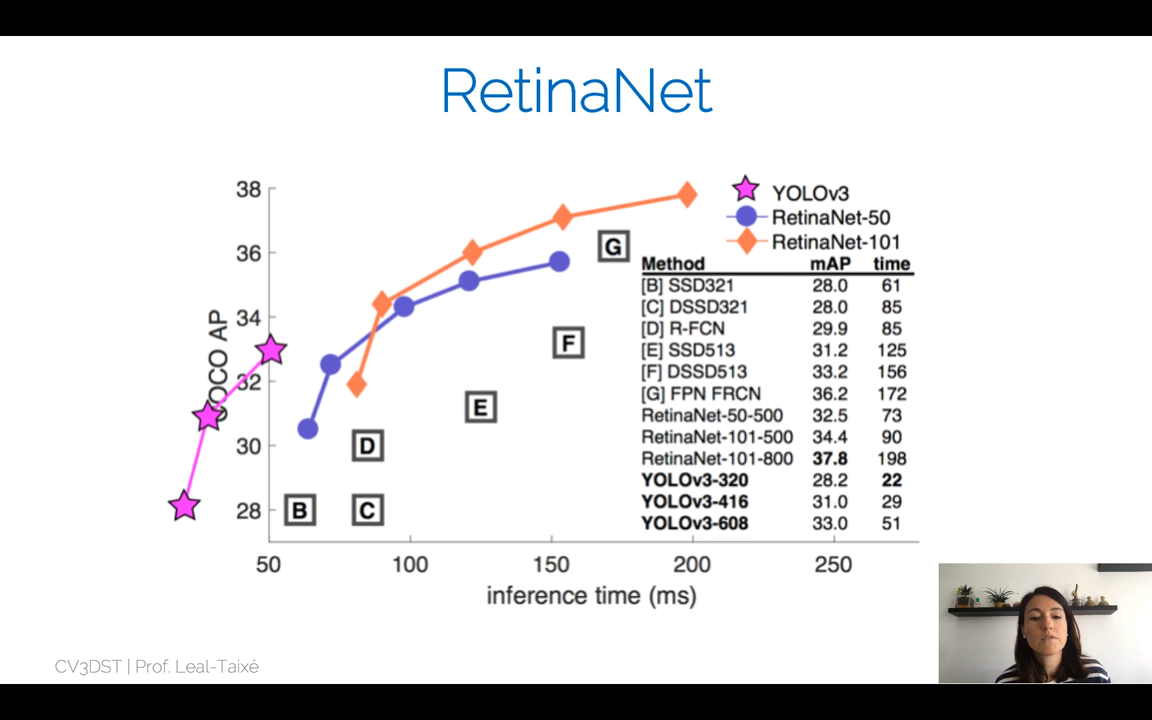 RetinaNet
38
36
34
32
30
28
COCO AP
50 100 150 200 250
inference time (ms)
B
C
D
E
F
G
YOLOv3
RetinaNet-50
RetinaNet-101
Method mAP time
[B] SSD321 28.0 61
[C] DSSD321 28.0 85
[D] R-FCN 29.9 85
[E] SSD513 31.2 125
[F] DSSD513 33.2 156
[G] FPN FRCN 36.2 172
RetinaNet-50-500 32.5 73
RetinaNet-101-500 34.4 90
RetinaNet-101-800 37.8 198
YOLOv3-320 28.2 22
YOLOv3-416 31.0 29
YOLOv3-608 33.0 51
CV3DST | Prof. Leal-Taixé